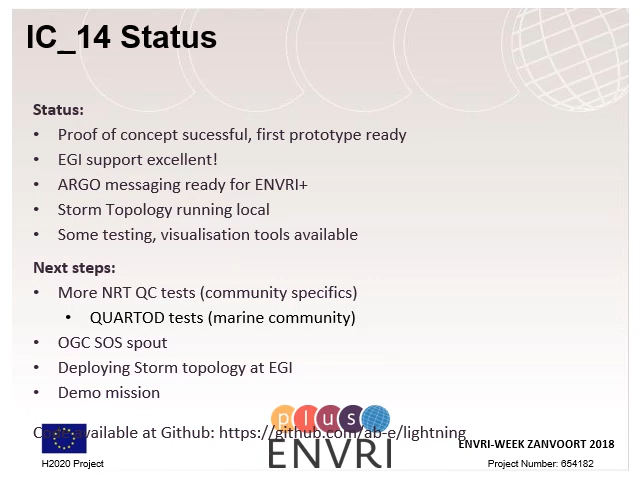 IC_14 Status
Status:
• Proof of concept sucessful, first prototype ready
• EGI support excellent!
• ARGO messaging ready for ENVRI+
• Storm Topology running local
• Some testing, visualisation tools available
Next steps:
• More NRT QC tests (community specifics)
• QUARTOD tests (marine community)
• OGC SOS spout
• Deploying Storm topology at EGI
• Demo mission
plus
Code available at Github: https://github.com/ab-e/lightning
ENVRI
ENVRI-WEEK ZANVOORT 2018
H2020 Project
Project Number: 654182